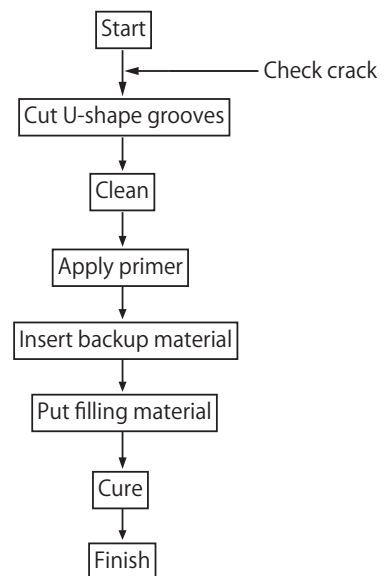 Start
Check crack
Cut U-shape grooves
Clean
Apply primer
Insert backup material
Put filling material
Cure
Finish